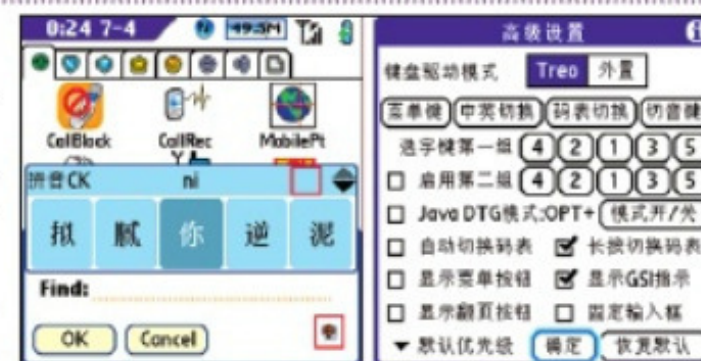 0:24 7-4 49.5M
CallBlock CallRec MobilePt
拼音CK ni
拟 腻 你 逆 泥
Find:
OK Cancel
高级设置
键盘驱动模式 Treo 外置
菜单键 中英切换 码表切换 切音键
选字键第一组 4 2 1 3 5
启用第二组 4 2 1 3 5
Java DTG模式:OPT+ 模式开/关
自动切换码表 长按切换码表
显示菜单按钮 显示GSI指示
显示翻页按钮 固定输入框
默认优先级 确定 恢复默认